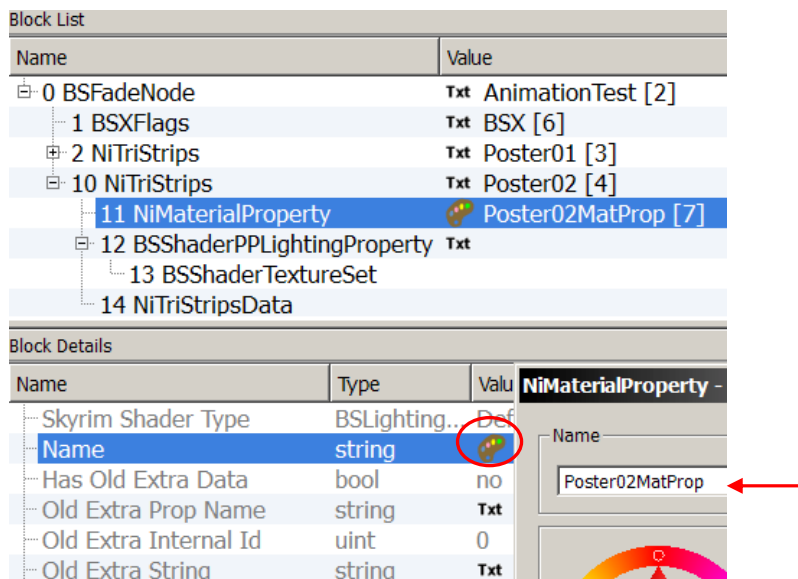 Block List
Name Value
0 BSFadeNode Txt AnimationTest [2]
1 BSXFlags Txt BSX [6]
2 NiTriStrips Txt Poster01 [3]
10 NiTriStrips Txt Poster02 [4]
11 NiMaterialProperty Poster02MatProp [7]
12 BSShaderPPLightingProperty Txt
13 BSShaderTextureSet
14 NiTriStripsData
Block Details
Name Type Valu NiMaterialProperty -
Skyrim Shader Type BSLighting... Def
Name string Name
Has Old Extra Data bool no Poster02MatProp
Old Extra Prop Name string Txt
Old Extra Internal Id uint 0
Old Extra String string Txt